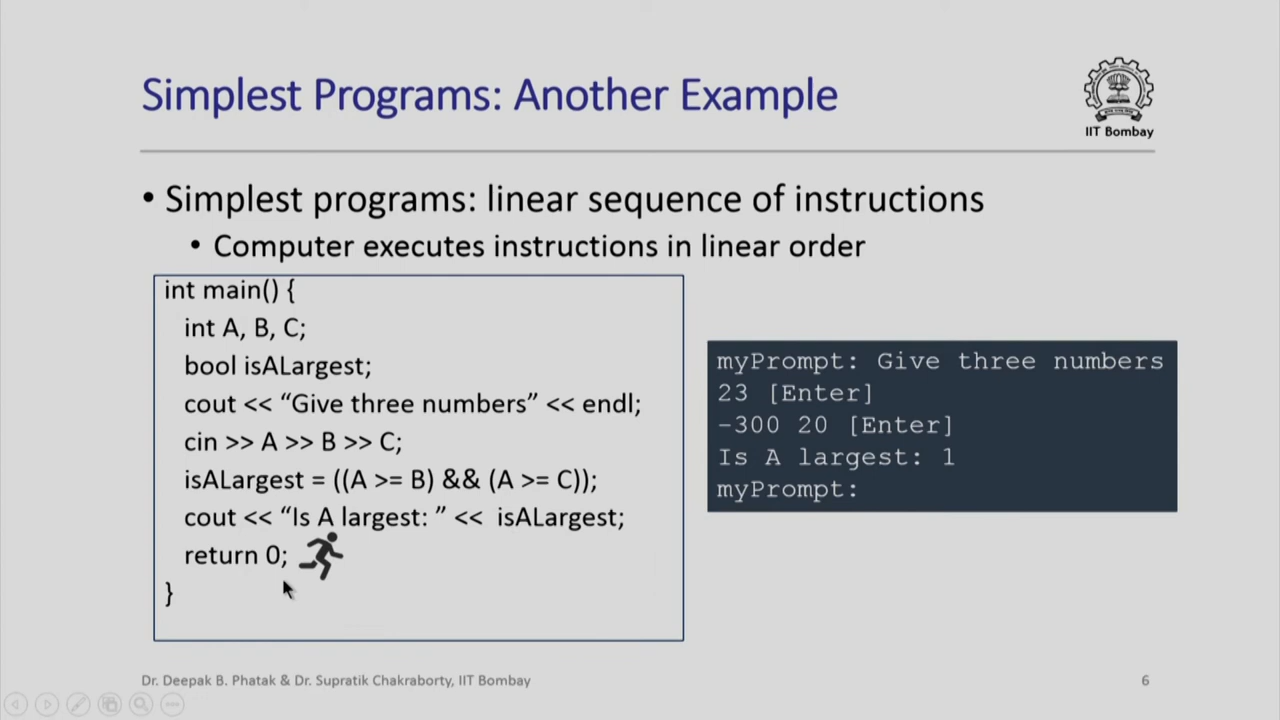 Simplest Programs: Another Example
IIT Bombay
• Simplest programs: linear sequence of instructions
• Computer executes instructions in linear order
int main() {
int A, B, C;
bool isALargest;
cout << “Give three numbers” << endl;
cin >> A >> B >> C;
isALargest = ((A >= B) && (A >= C));
cout << “Is A largest: ” << isALargest;
return 0;
}
myPrompt: Give three numbers
23 [Enter]
-300 20 [Enter]
Is A largest: 1
myPrompt:
Dr. Deepak B. Phatak & Dr. Supratik Chakraborty, IIT Bombay
6